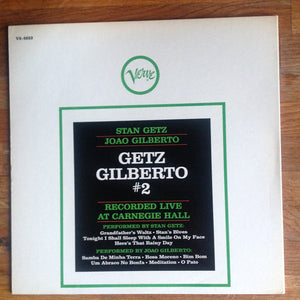 V6-8623
Verve
STAN GETZ
JOAO GILBERTO
GETZ
GILBERTO
#2
RECORDED LIVE
AT CARNEGIE HALL
PERFORMED BY STAN GETZ:
Grandfather's Waltz • Stan's Blues
Tonight I Shall Sleep With A Smile On My Face
Here's That Rainy Day
PERFORMED BY JOAO GILBERTO:
Samba De Minha Terra • Rosa Moreno • Bim Bom
Um Abraco No Bonfa • Meditation • O Pato